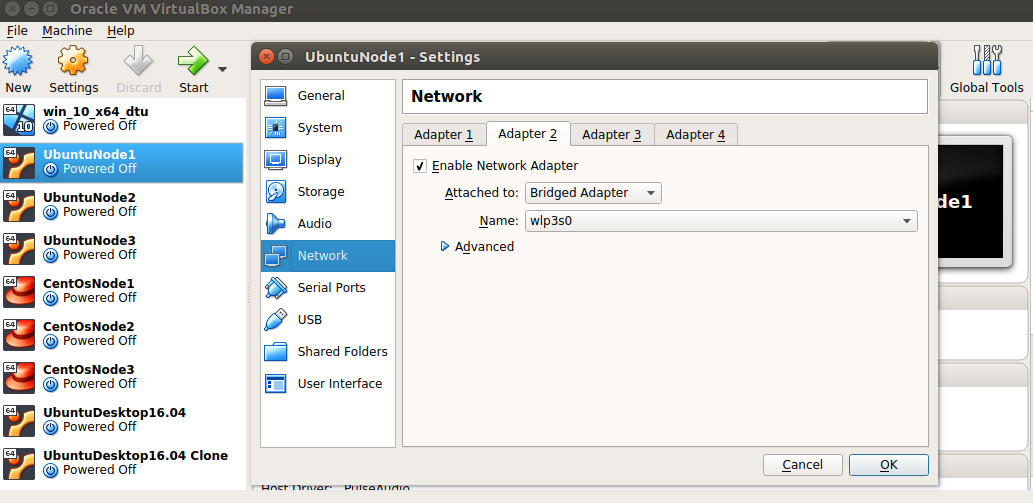 Oracle VM VirtualBox Manager
File Machine Help
New Settings Discard Start Global Tools
64 win_10_x64_dtu
10 Powered Off
64 UbuntuNode1
Powered Off
64 UbuntuNode2
Powered Off
64 UbuntuNode3
Powered Off
64 CentOsNode1
Powered Off
64 CentOsNode2
Powered Off
64 CentOsNode3
Powered Off
64 UbuntuDesktop16.04
Powered Off
64 UbuntuDesktop16.04 Clone
Powered Off
UbuntuNode1 - Settings
General
System
Display
Storage
Audio
Network
Serial Ports
USB
Shared Folders
User Interface
Network
Adapter 1 Adapter 2 Adapter 3 Adapter 4
Enable Network Adapter
Attached to: Bridged Adapter
Name: wlp3s0
Advanced
Cancel OK
de1
Host Driver: PulseAudio